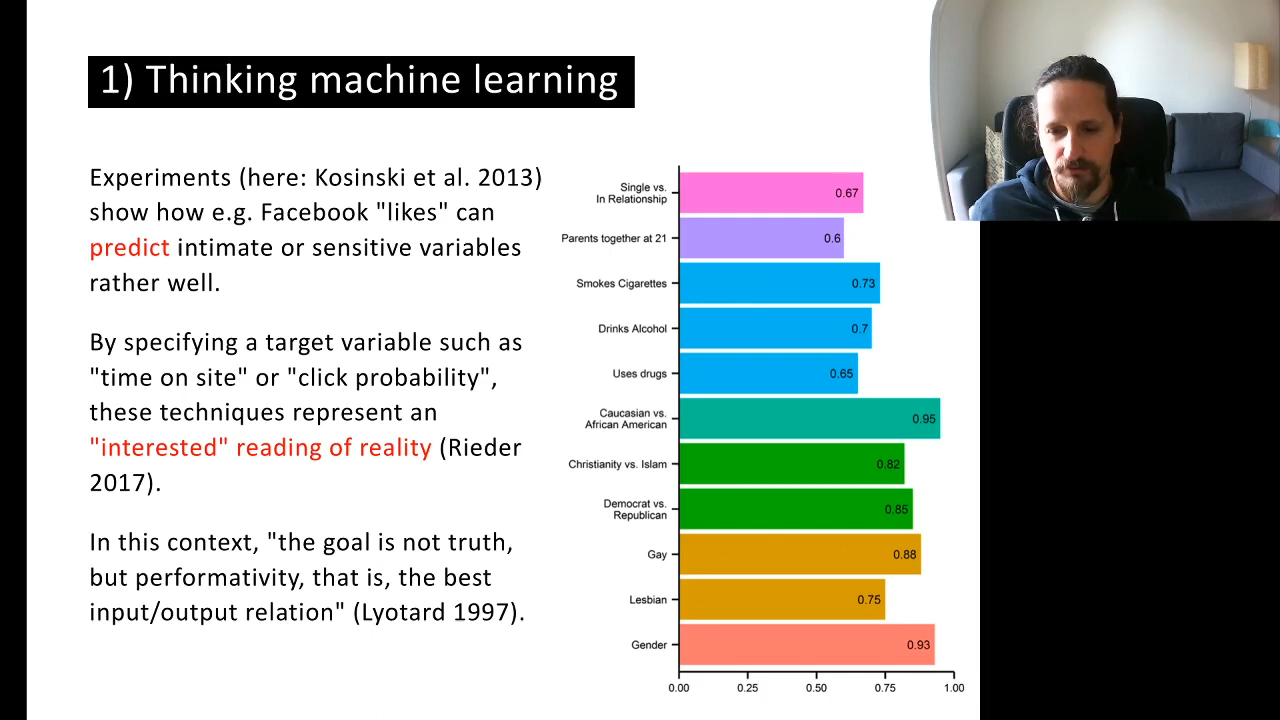 1) Thinking machine learning
Experiments (here: Kosinski et al. 2013)
show how e.g. Facebook "likes" can
predict intimate or sensitive variables
rather well.
By specifying a target variable such as
"time on site" or "click probability",
these techniques represent an
"interested" reading of reality (Rieder
2017).
In this context, "the goal is not truth,
but performativity, that is, the best
input/output relation" (Lyotard 1997).
Single vs.
In Relationship
0.67
Parents together at 21
0.6
Smokes Cigarettes
0.73
Drinks Alcohol
0.7
Uses drugs
0.65
Caucasian vs.
African American
0.95
Christianity vs. Islam
0.82
Democrat vs.
Republican
0.85
Gay
0.88
Lesbian
0.75
Gender
0.93
0.00 0.25 0.50 0.75 1.00